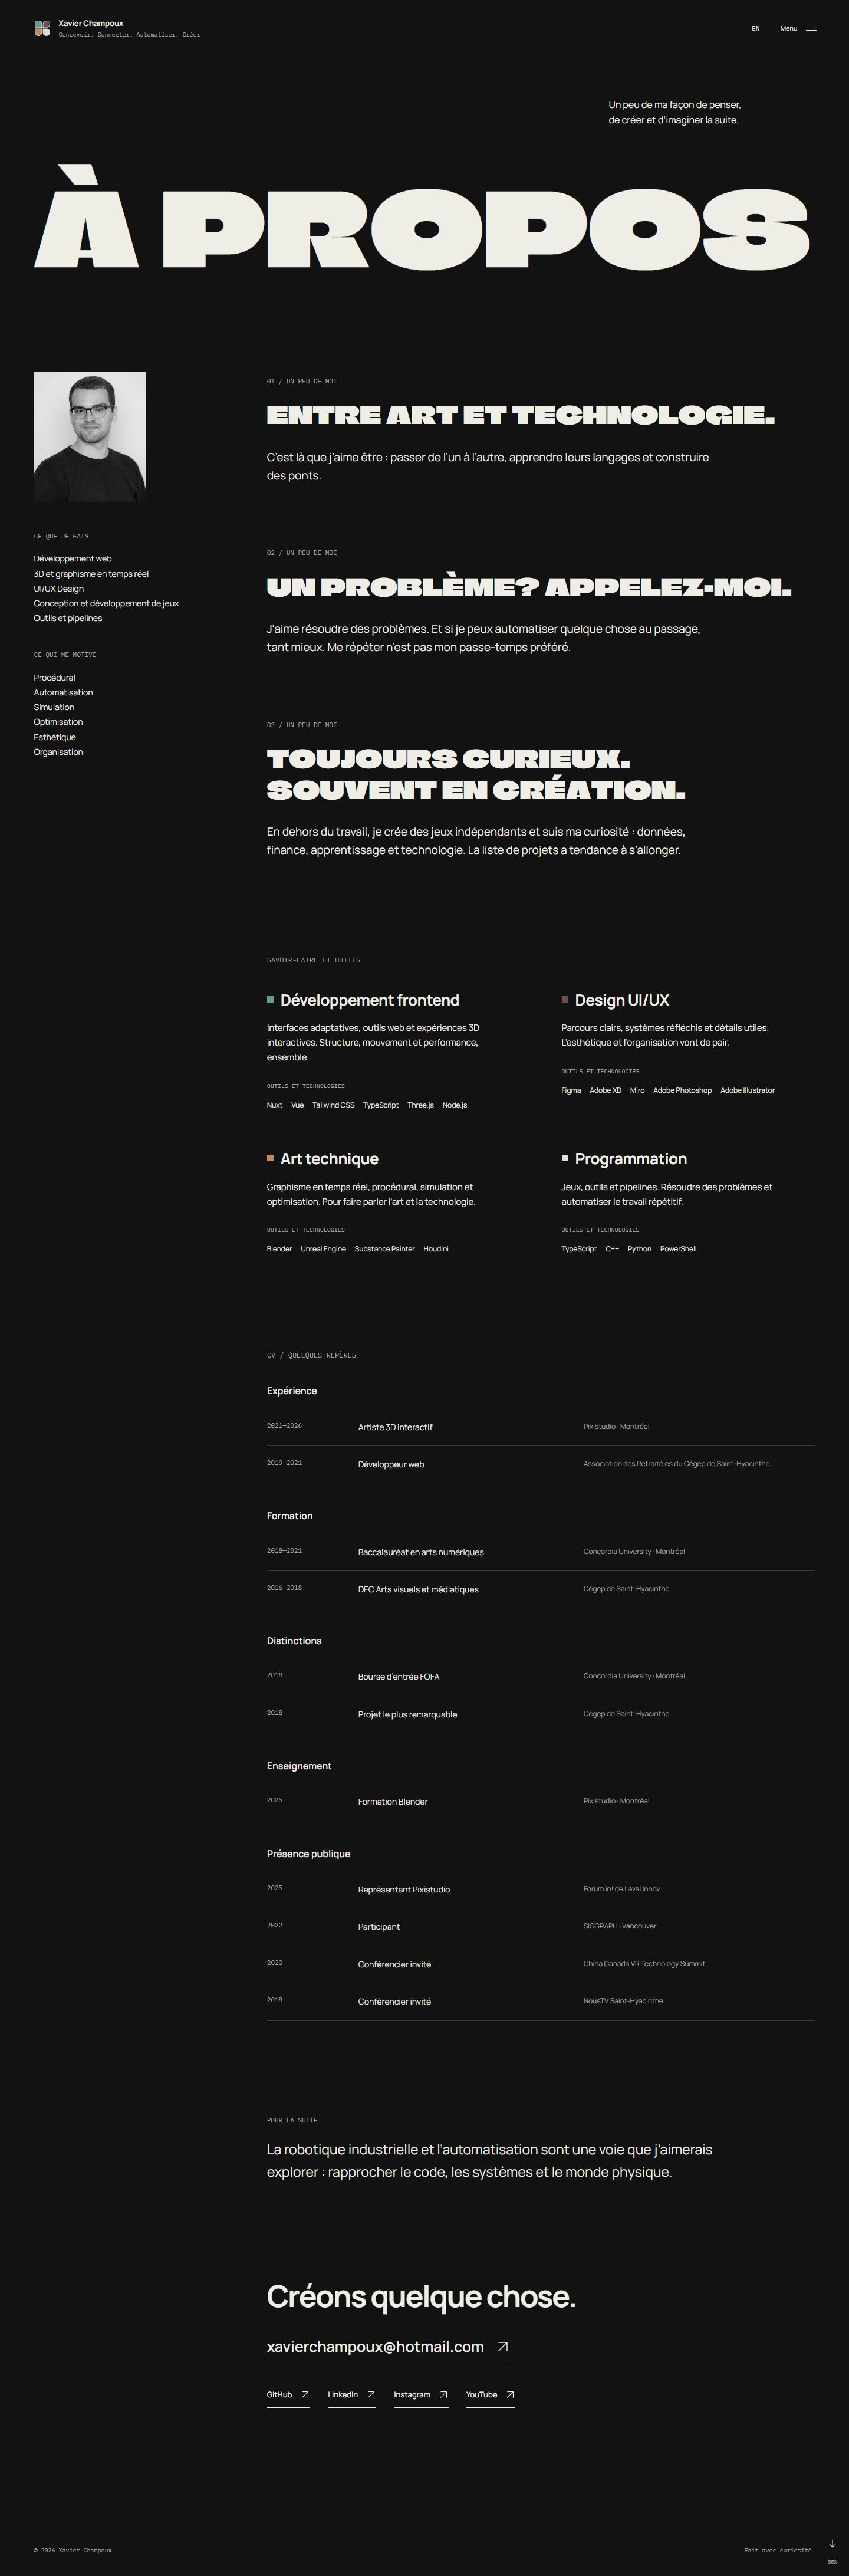 Xavier Champoux
Concevoir. Connecter. Automatiser. Créer
EN
Menu
Un peu de ma façon de penser,
de créer et d'imaginer la suite.
À PROPOS
01 / UN PEU DE MOI
ENTRE ART ET TECHNOLOGIE.
C'est là que j'aime être : passer de l'un à l'autre, apprendre leurs langages et construire
des ponts.
CE QUE JE FAIS
Développement web
3D et graphisme en temps réel
UI/UX Design
Conception et développement de jeux
Outils et pipelines
CE QUI ME MOTIVE
Procédural
Automatisation
Simulation
Optimisation
Esthétique
Organisation
02 / UN PEU DE MOI
UN PROBLÈME? APPELEZ-MOI.
J'aime résoudre des problèmes. Et si je peux automatiser quelque chose au passage,
tant mieux. Me répéter n'est pas mon passe-temps préféré.
03 / UN PEU DE MOI
TOUJOURS CURIEUX.
SOUVENT EN CRÉATION.
En dehors du travail, je crée des jeux indépendants et suis ma curiosité : données,
finance, apprentissage et technologie. La liste de projets a tendance à s'allonger.
SAVOIR-FAIRE ET OUTILS
Développement frontend
Interfaces adaptatives, outils web et expériences 3D
interactives. Structure, mouvement et performance,
ensemble.
OUTILS ET TECHNOLOGIES
Nuxt Vue Tailwind CSS TypeScript Three.js Node.js
Design UI/UX
Parcours clairs, systèmes réfléchis et détails utiles.
L'esthétique et l'organisation vont de pair.
OUTILS ET TECHNOLOGIES
Figma Adobe XD Miro Adobe Photoshop Adobe Illustrator
Art technique
Graphisme en temps réel, procédural, simulation et
optimisation. Pour faire parler l'art et la technologie.
OUTILS ET TECHNOLOGIES
Blender Unreal Engine Substance Painter Houdini
Programmation
Jeux, outils et pipelines. Résoudre des problèmes et
automatiser le travail répétitif.
OUTILS ET TECHNOLOGIES
TypeScript C++ Python PowerShell
CV / QUELQUES REPÈRES
Expérience
2021–2026 Artiste 3D interactif Pixistudio · Montréal
2019–2021 Développeur web Association des Retraité.es du Cégep de Saint-Hyacinthe
Formation
2018–2021 Baccalauréat en arts numériques Concordia University · Montréal
2016–2018 DEC Arts visuels et médiatiques Cégep de Saint-Hyacinthe
Distinctions
2018 Bourse d'entrée FOFA Concordia University · Montréal
2018 Projet le plus remarquable Cégep de Saint-Hyacinthe
Enseignement
2025 Formation Blender Pixistudio · Montréal
Présence publique
2025 Représentant Pixistudio Forum in! de Laval Innov
2022 Participant SIGGRAPH · Vancouver
2020 Conférencier invité China Canada VR Technology Summit
2018 Conférencier invité NousTV Saint-Hyacinthe
POUR LA SUITE
La robotique industrielle et l'automatisation sont une voie que j'aimerais
explorer : rapprocher le code, les systèmes et le monde physique.
Créons quelque chose.
xavierchampoux@hotmail.com
GitHub LinkedIn Instagram YouTube
© 2026 Xavier Champoux
Fait avec curiosité.
00%